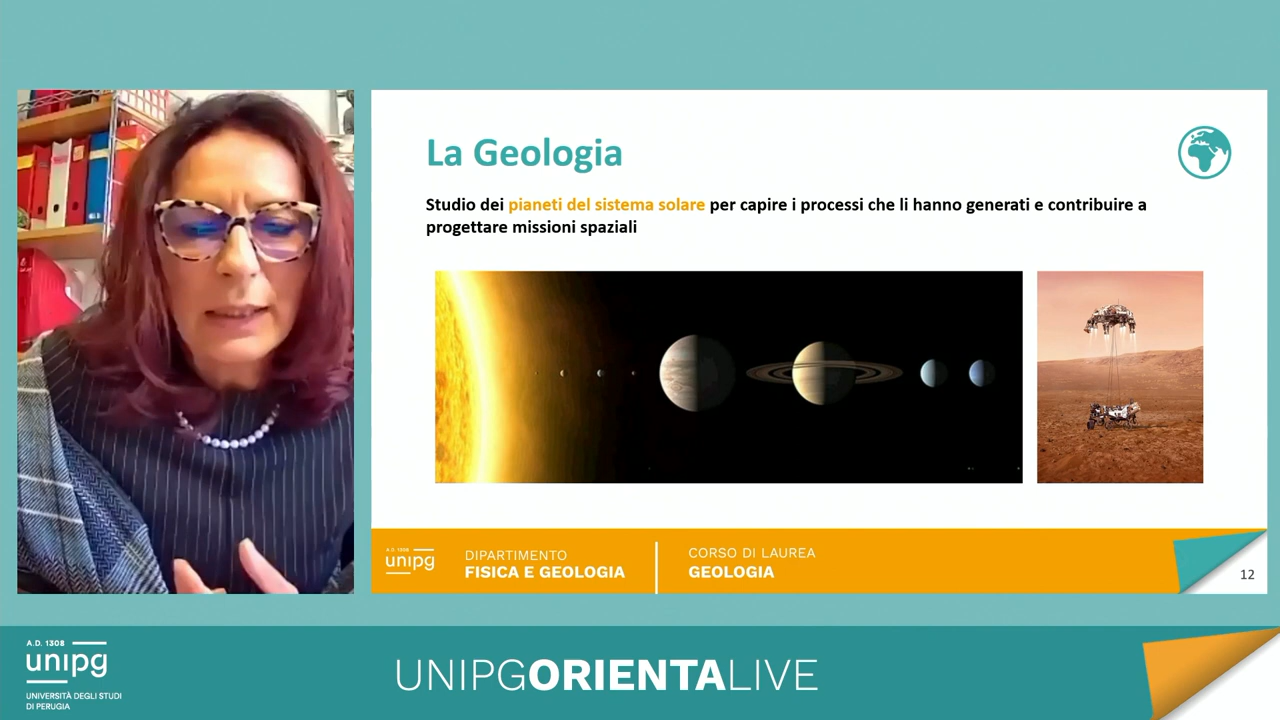 La Geologia
Studio dei pianeti del sistema solare per capire i processi che li hanno generati e contribuire a
progettare missioni spaziali
A.D. 1308
unipg
DIPARTIMENTO
FISICA E GEOLOGIA
CORSO DI LAUREA
GEOLOGIA
12
A.D. 1308
unipg
UNIVERSITÀ DEGLI STUDI
DI PERUGIA
UNIPGORIENTALIVE